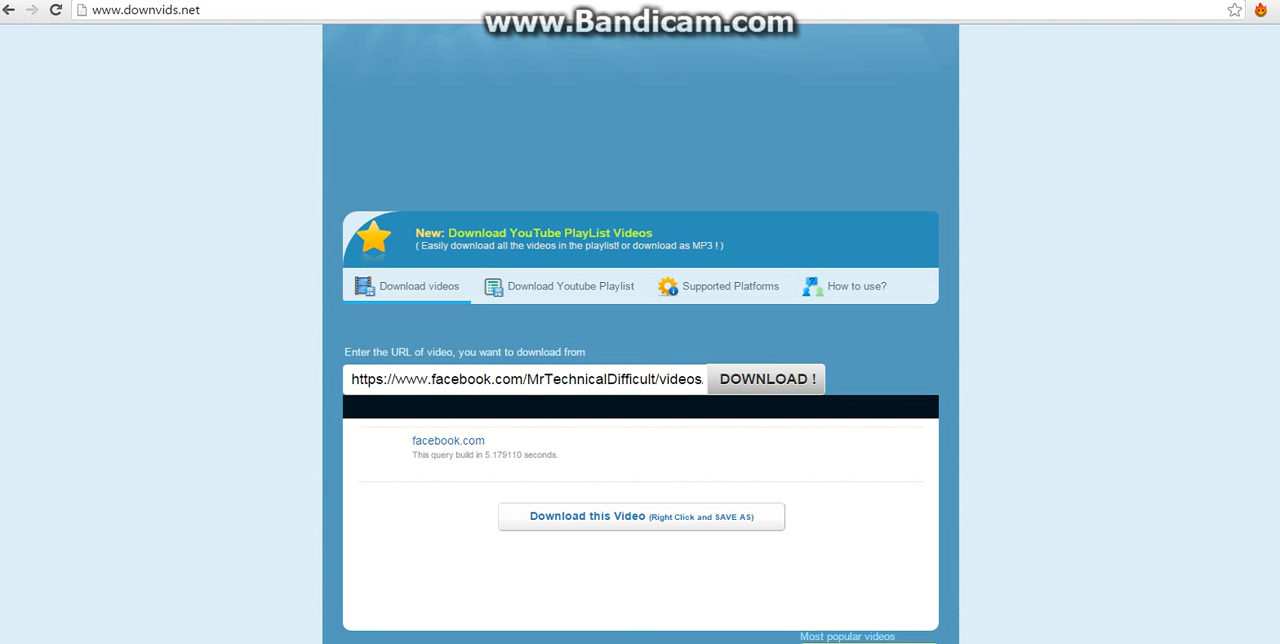 www.downvids.net
www.Bandicam.com
New: Download YouTube PlayList Videos
( Easily download all the videos in the playlist! or download as MP3 ! )
Download videos
Download Youtube Playlist
Supported Platforms
How to use?
Enter the URL of video, you want to download from
https://www.facebook.com/MrTechnicalDifficult/videos.
DOWNLOAD !
facebook.com
This query build in 5.179110 seconds.
Download this Video (Right Click and SAVE AS)
Most popular videos